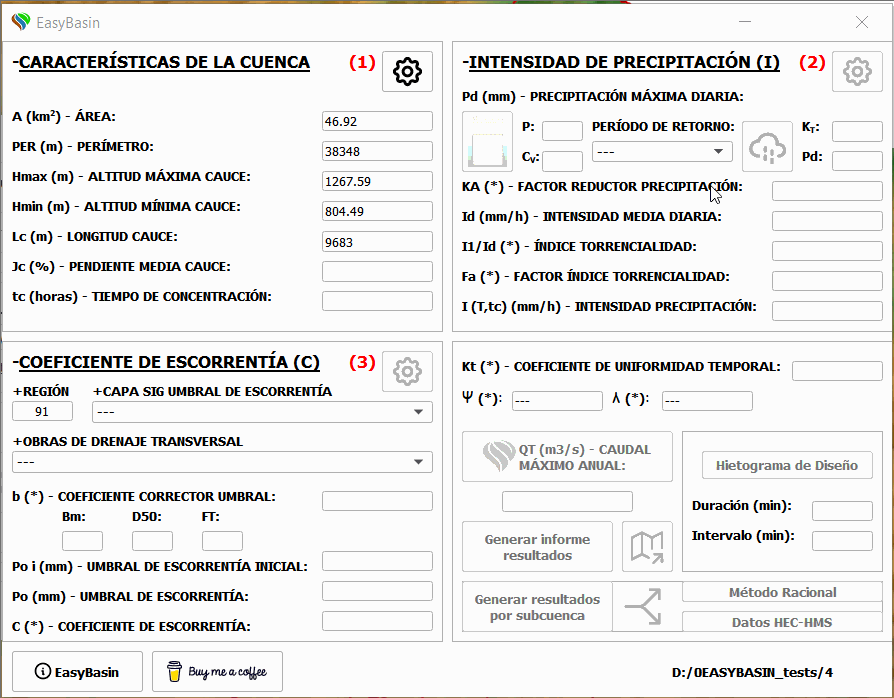 EasyBasin
-CARACTERÍSTICAS DE LA CUENCA (1)
A (km²) - ÁREA: 46.92
PER (m) - PERÍMETRO: 38348
Hmax (m) - ALTITUD MÁXIMA CAUCE: 1267.59
Hmin (m) - ALTITUD MÍNIMA CAUCE: 804.49
Lc (m) - LONGITUD CAUCE: 9683
Jc (%) - PENDIENTE MEDIA CAUCE:
tc (horas) - TIEMPO DE CONCENTRACIÓN:
-INTENSIDAD DE PRECIPITACIÓN (I) (2)
Pd (mm) - PRECIPITACIÓN MÁXIMA DIARIA:
P: PERÍODO DE RETORNO: KT:
Cv: --- Pd:
KA (*) - FACTOR REDUCTOR PRECIPITACIÓN:
Id (mm/h) - INTENSIDAD MEDIA DIARIA:
I1/Id (*) - ÍNDICE TORRENCIALIDAD:
Fa (*) - FACTOR ÍNDICE TORRENCIALIDAD:
I (T,tc) (mm/h) - INTENSIDAD PRECIPITACIÓN:
-COEFICIENTE DE ESCORRENTÍA (C) (3)
+REGIÓN +CAPA SIG UMBRAL DE ESCORRENTÍA
91 ---
+OBRAS DE DRENAJE TRANSVERSAL
---
b (*) - COEFICIENTE CORRECTOR UMBRAL:
Bm: D50: FT:
Po i (mm) - UMBRAL DE ESCORRENTÍA INICIAL:
Po (mm) - UMBRAL DE ESCORRENTÍA:
C (*) - COEFICIENTE DE ESCORRENTÍA:
Kt (*) - COEFICIENTE DE UNIFORMIDAD TEMPORAL:
Ψ (*): --- λ (*): ---
QT (m3/s) - CAUDAL
MÁXIMO ANUAL:
Hietograma de Diseño
Duración (min):
Intervalo (min):
Generar informe
resultados
Generar resultados
por subcuenca
Método Racional
Datos HEC-HMS
EasyBasin
Buy me a coffee
D:/0EASYBASIN_tests/4